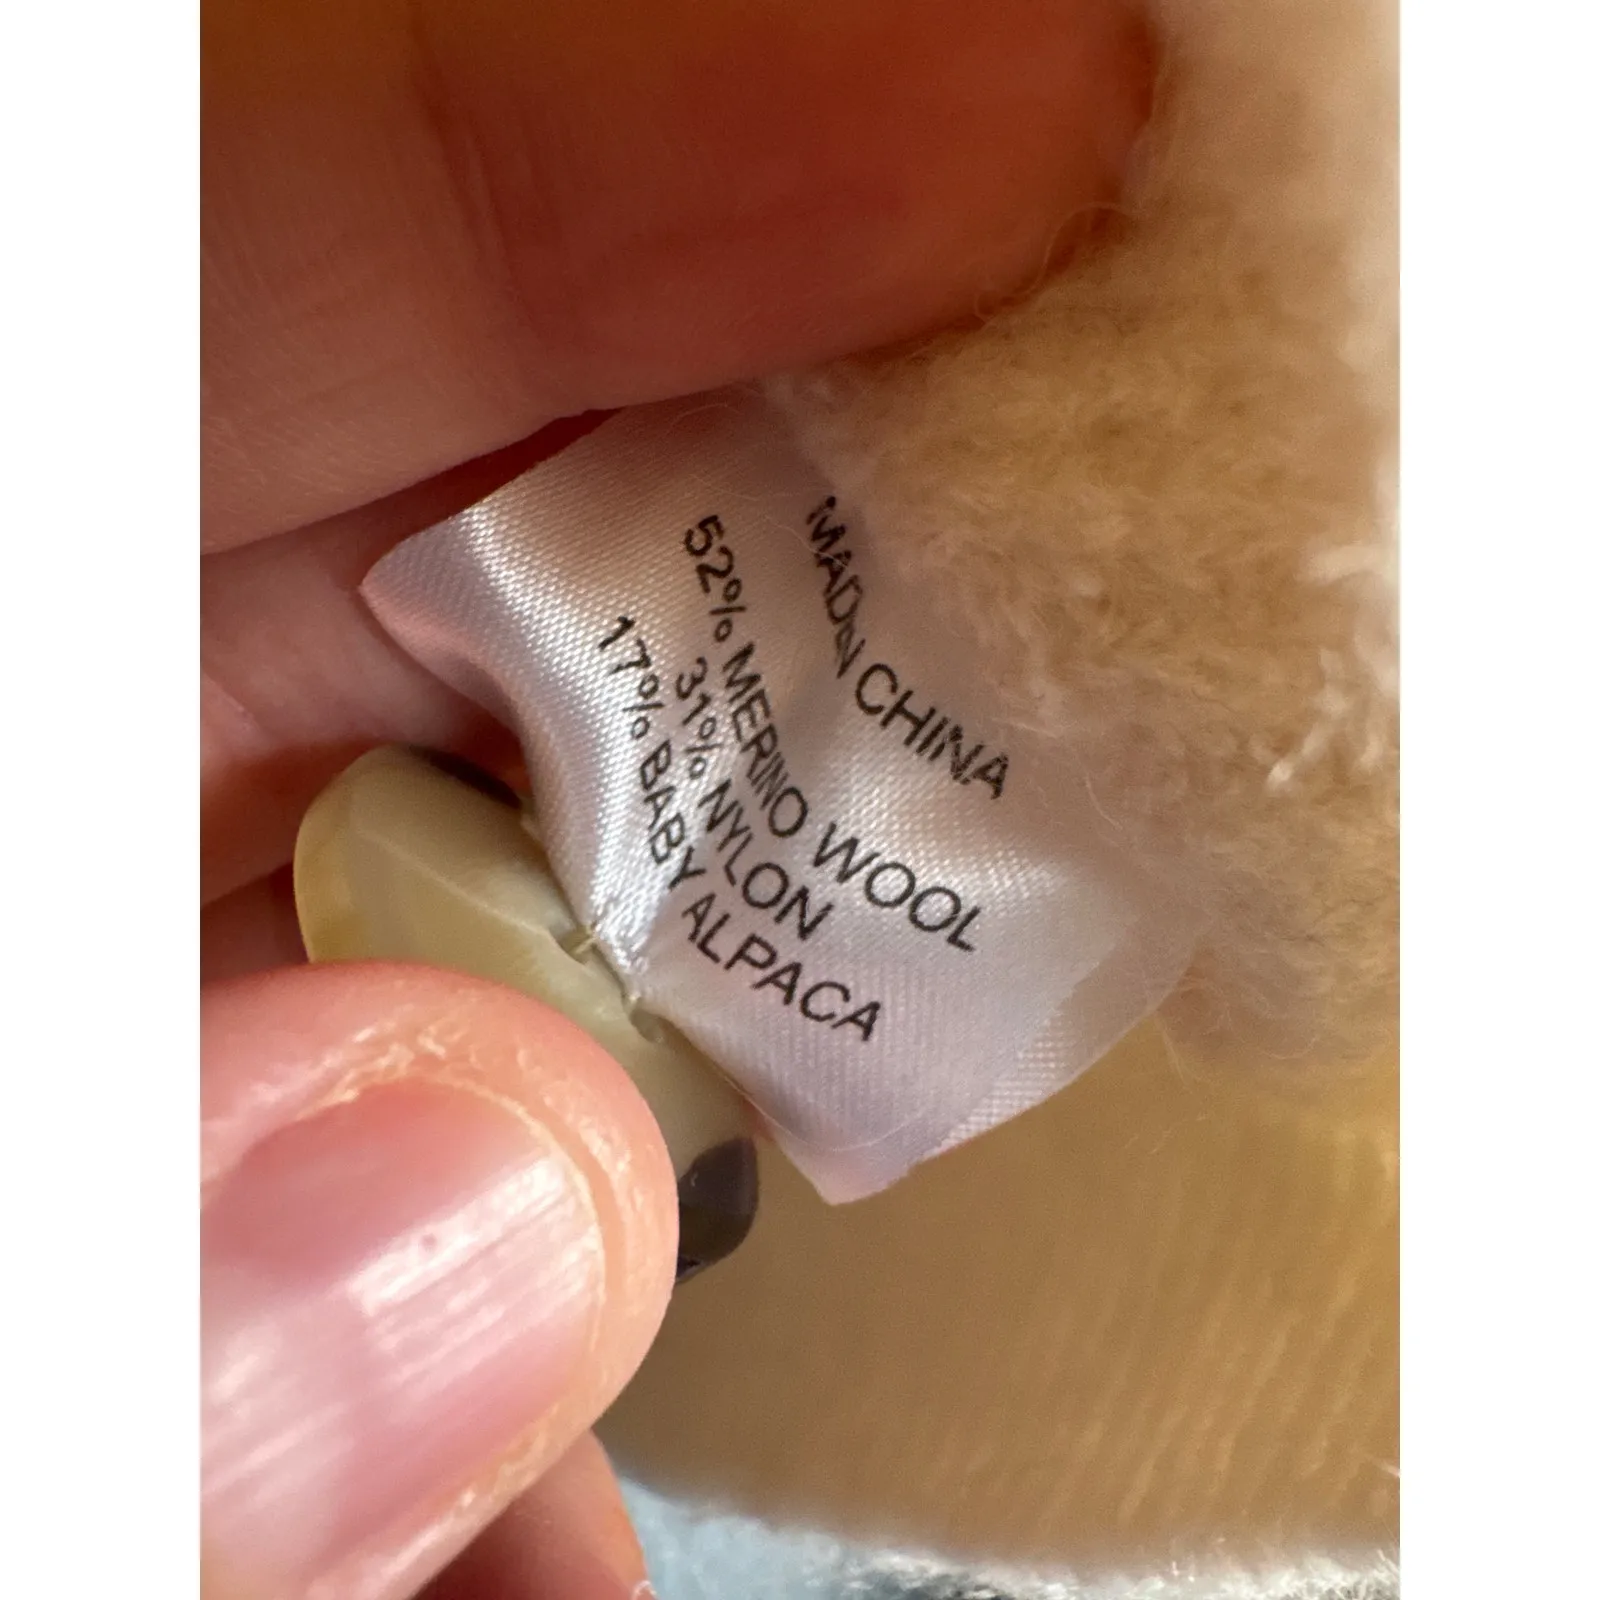 MADE IN CHINA
52% MERINO WOOL
31% NYLON
17% BABY ALPACA